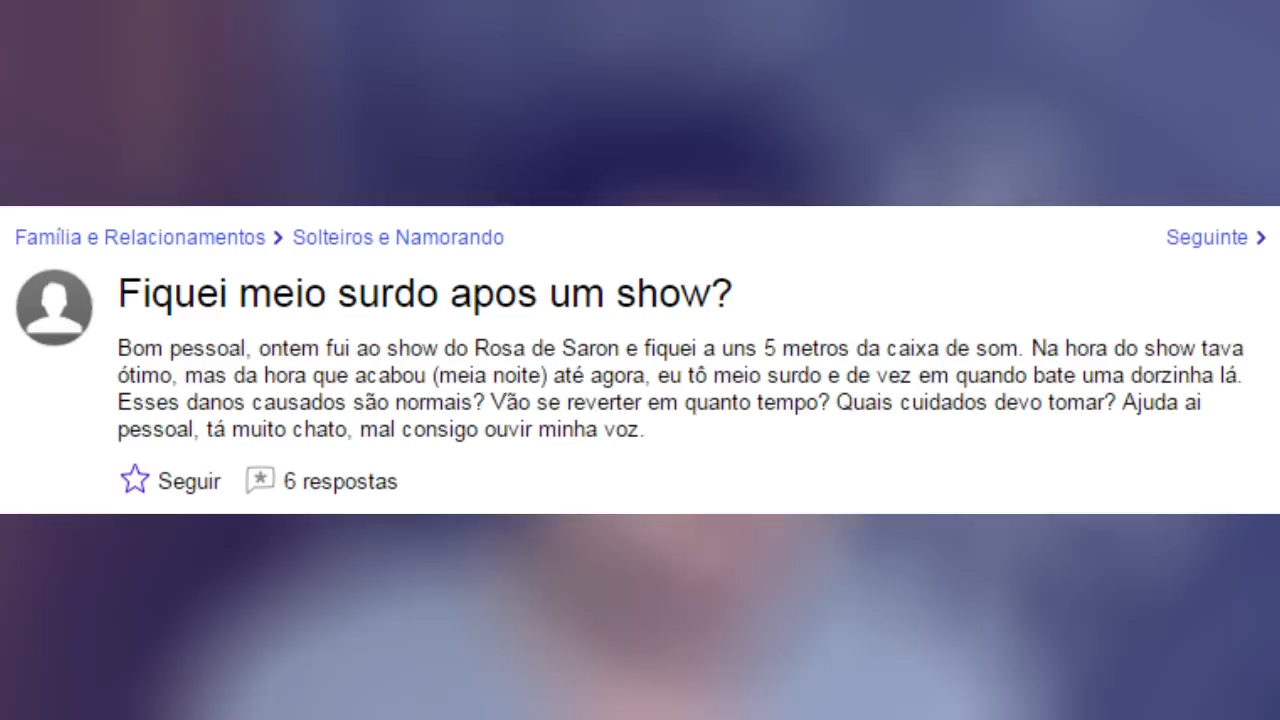 Família e Relacionamentos > Solteiros e Namorando
Seguinte >
Fiquei meio surdo apos um show?
Bom pessoal, ontem fui ao show do Rosa de Saron e fiquei a uns 5 metros da caixa de som. Na hora do show tava
ótimo, mas da hora que acabou (meia noite) até agora, eu tô meio surdo e de vez em quando bate uma dorzinha lá.
Esses danos causados são normais? Vão se reverter em quanto tempo? Quais cuidados devo tomar? Ajuda ai
pessoal, tá muito chato, mal consigo ouvir minha voz.
Seguir
6 respostas